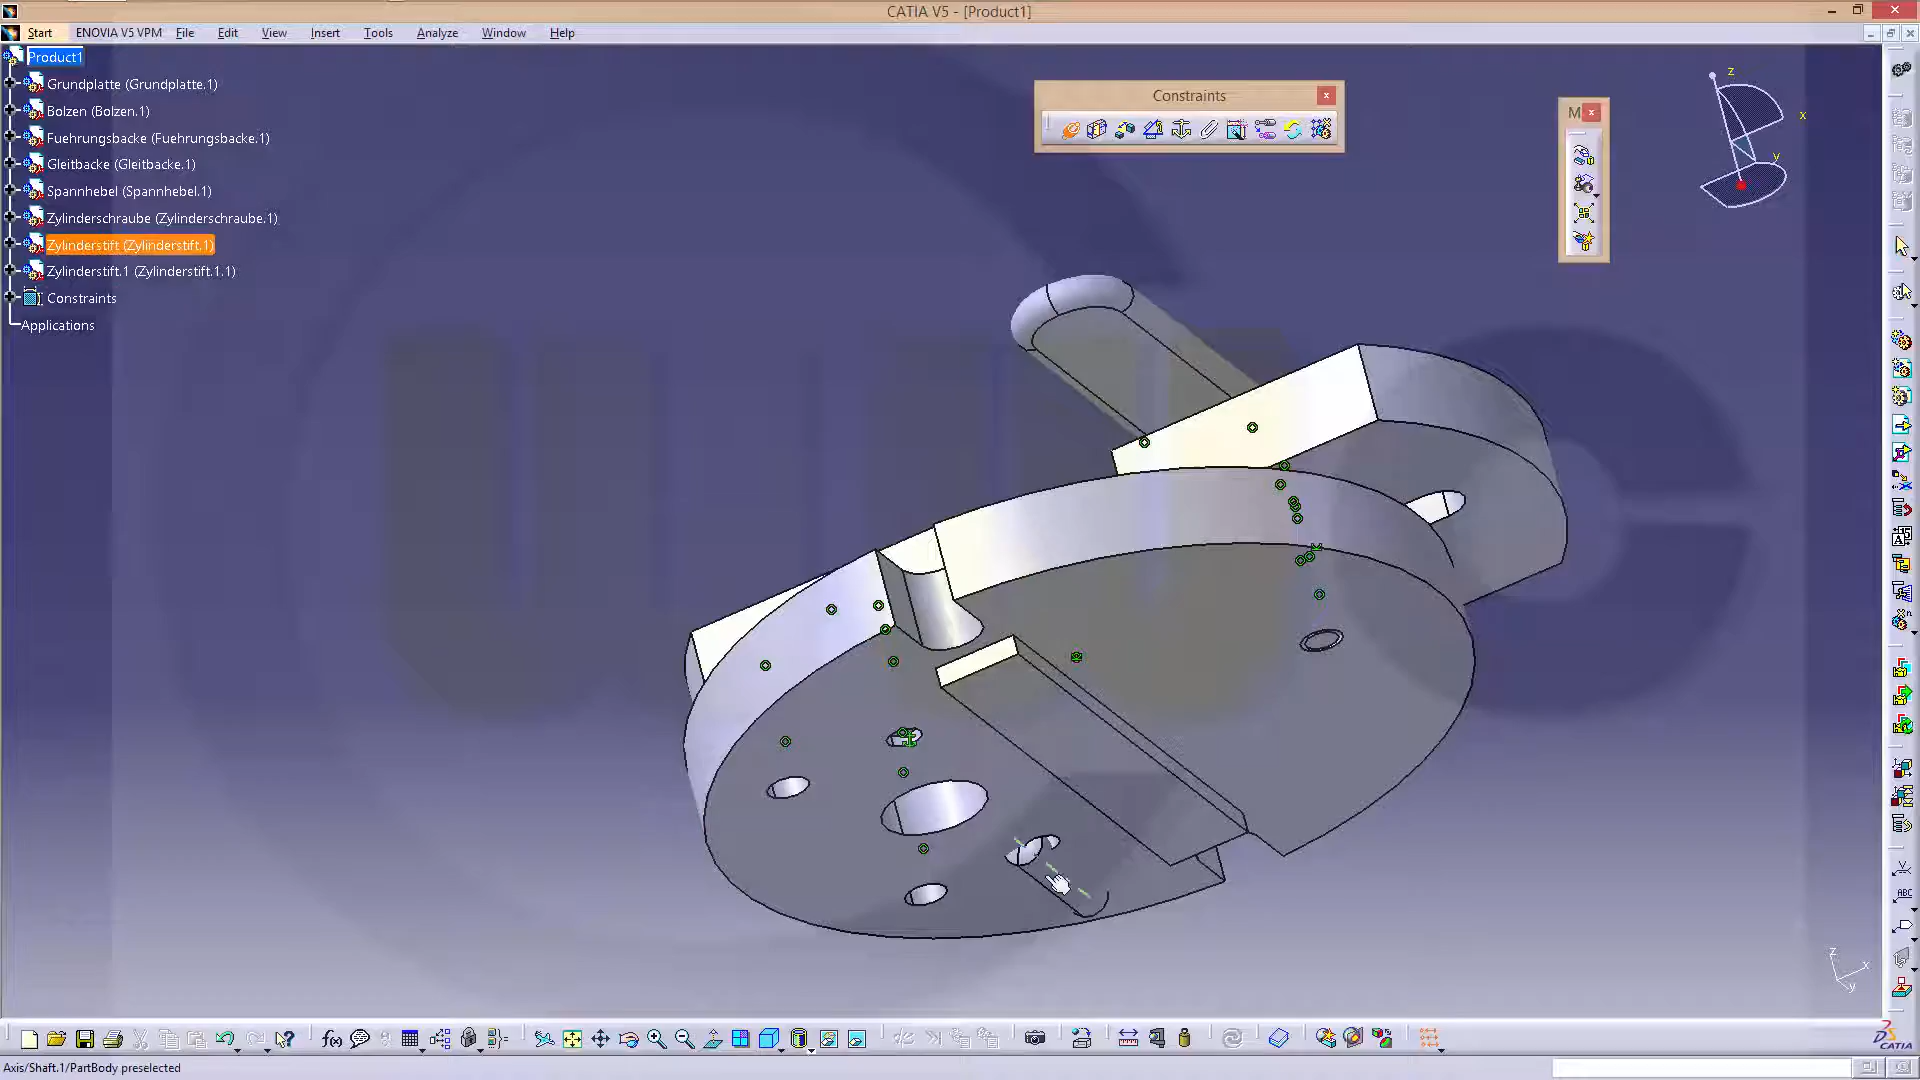 CATIA V5 - [Product1]
Start ENOVIA V5 VPM File Edit View Insert Tools Analyze Window Help
Product1
Grundplatte (Grundplatte.1)
Bolzen (Bolzen.1)
Fuehrungsbacke (Fuehrungsbacke.1)
Gleitbacke (Gleitbacke.1)
Spannhebel (Spannhebel.1)
Zylinderschraube (Zylinderschraube.1)
Zylinderstift (Zylinderstift.1)
Zylinderstift.1 (Zylinderstift.1.1)
Constraints
Applications
Constraints
M...
z
x
y
z
x
y
ABC
f(x)
CATIA
Axis/Shaft.1/PartBody preselected